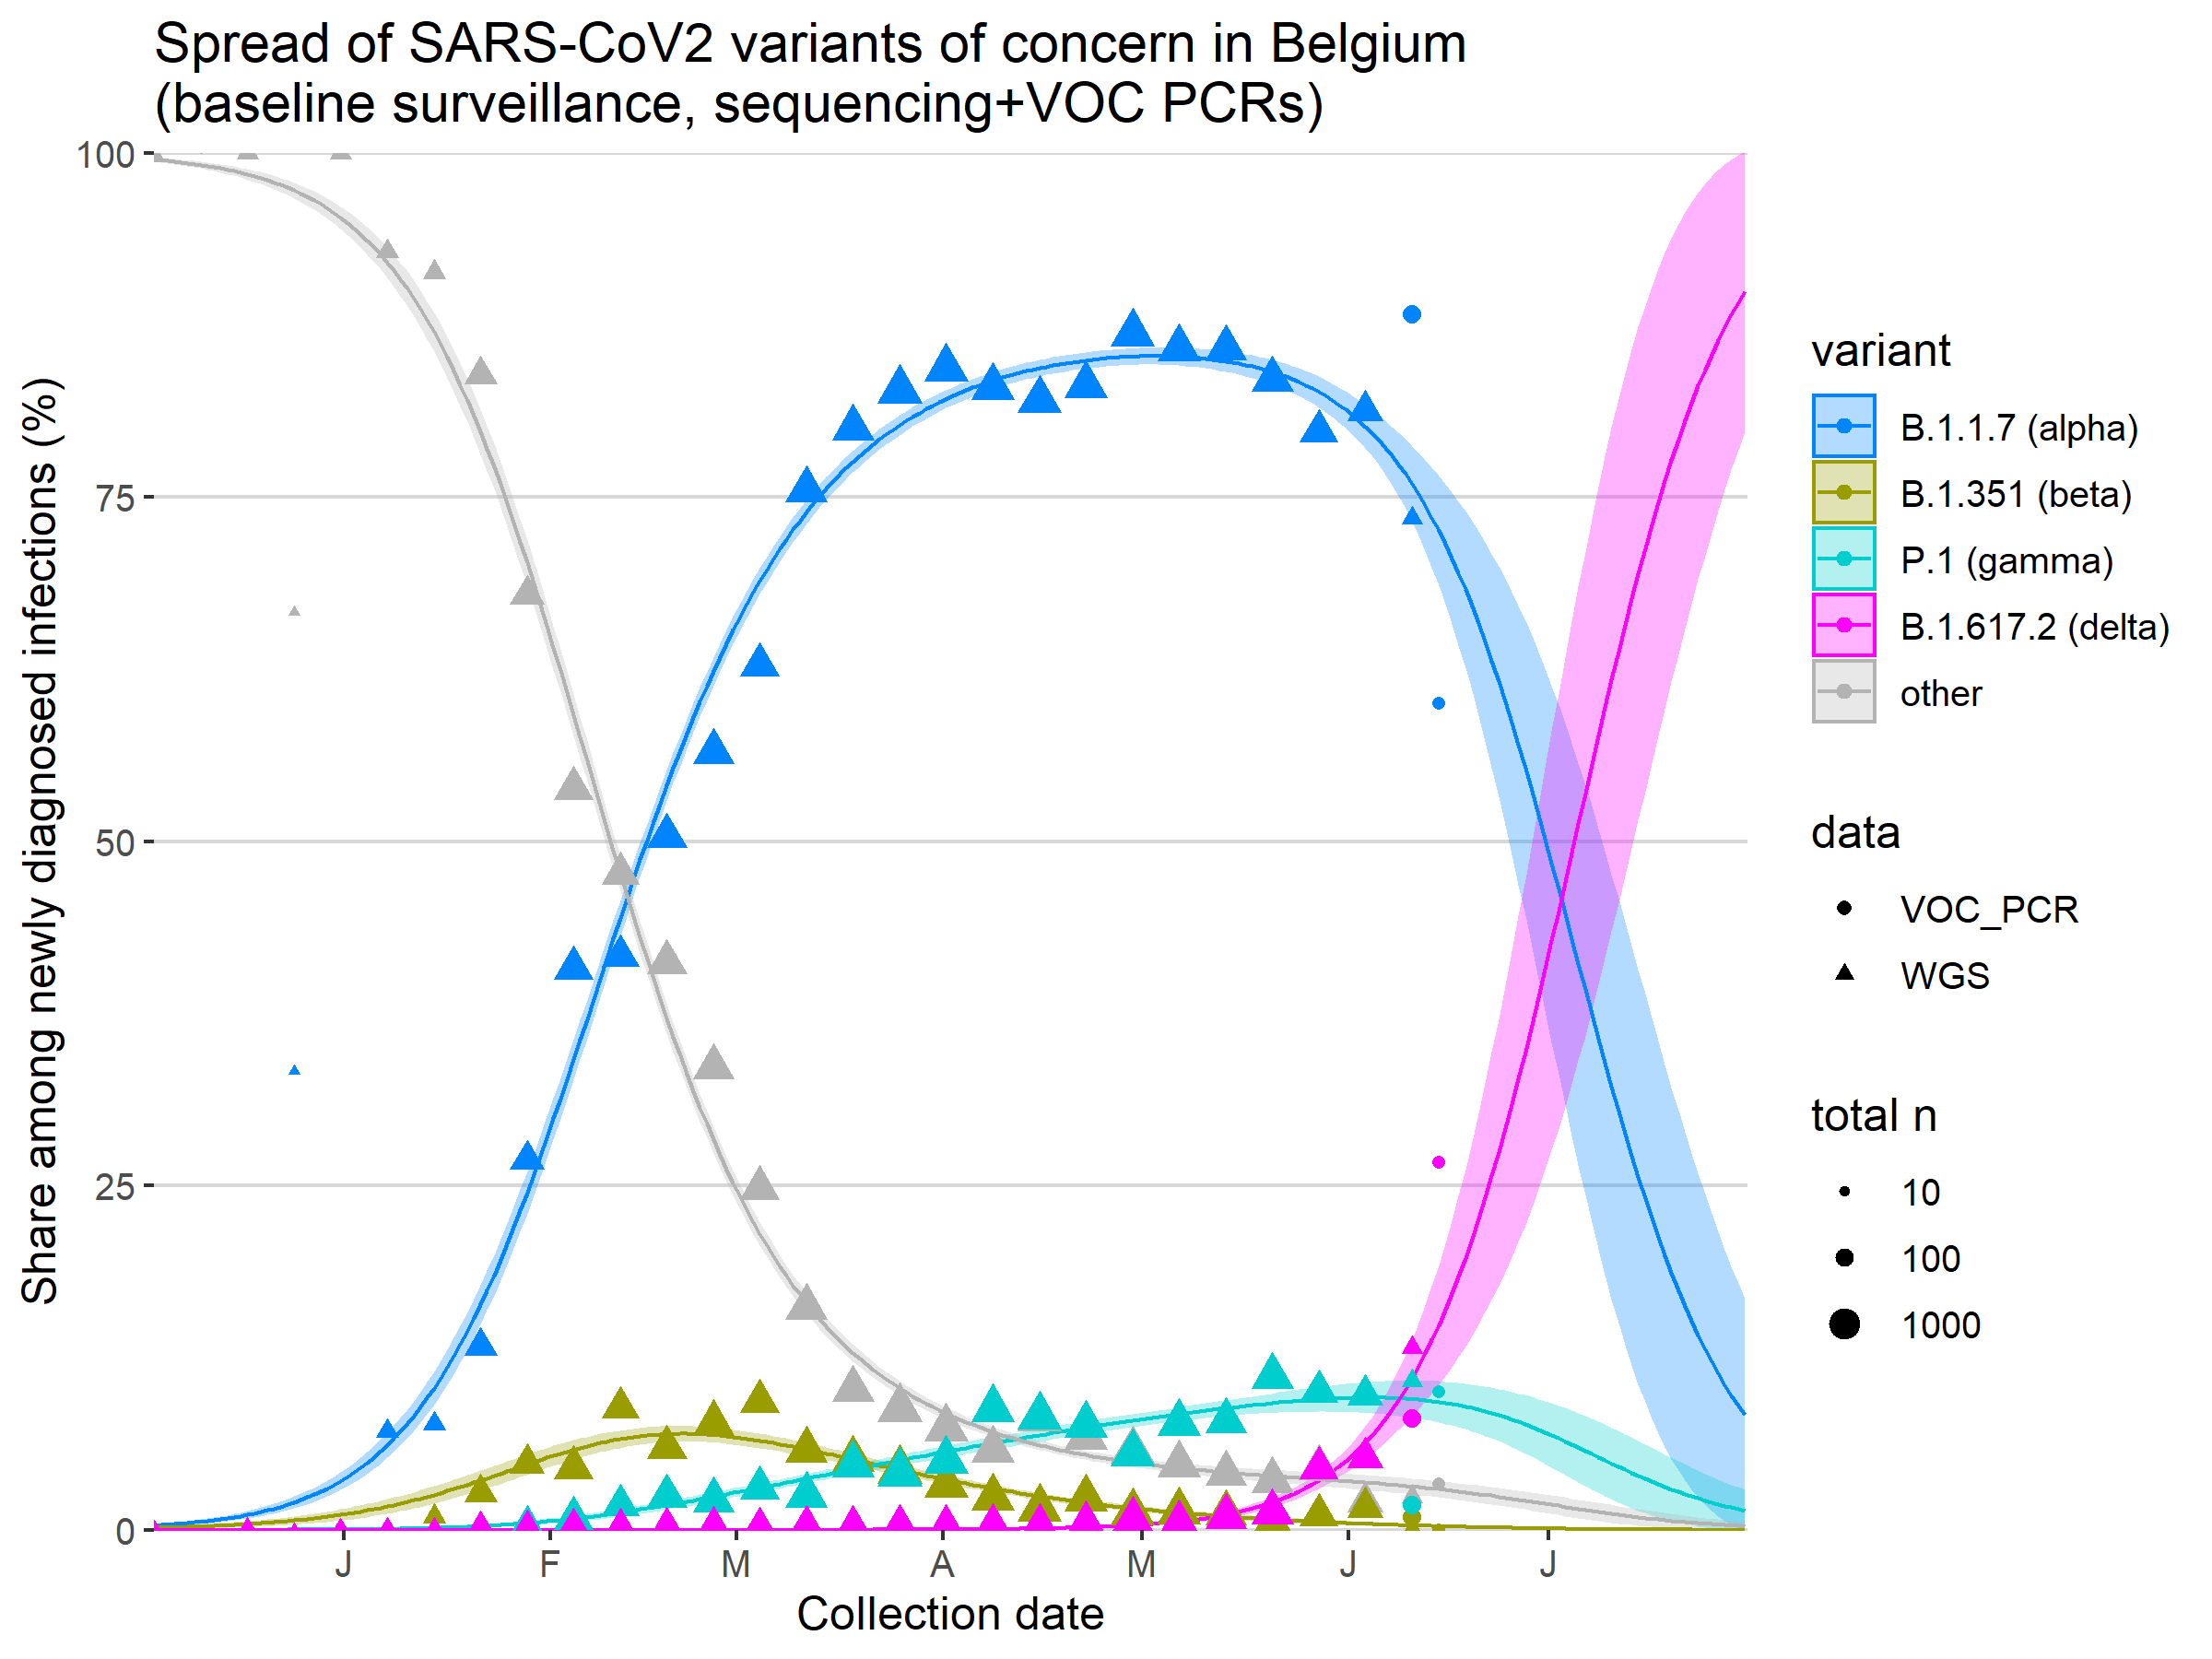 Spread of SARS-CoV2 variants of concern in Belgium
(baseline surveillance, sequencing+VOC PCRs)
Share among newly diagnosed infections (%)
100
75
50
25
0
J F M A M J J
Collection date
variant
B.1.1.7 (alpha)
B.1.351 (beta)
P.1 (gamma)
B.1.617.2 (delta)
other
data
VOC_PCR
WGS
total n
10
100
1000